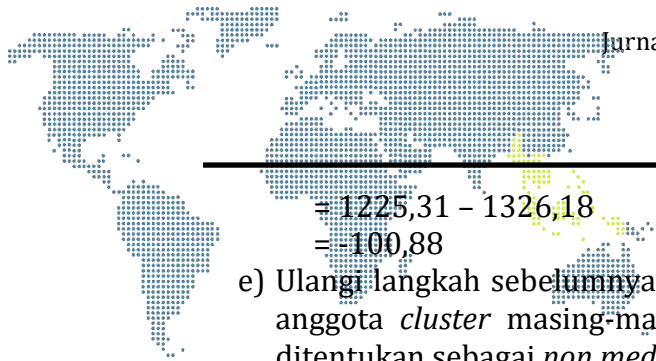 Jurna
= 1225,31 – 1326,18
= -100,88
e) Ulangi langkah sebelumnya
anggota cluster masing-ma
ditentukan sebagai non med